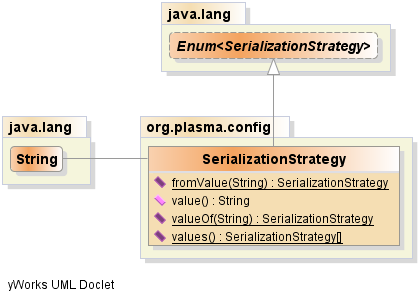 java.lang
Enum<SerializationStrategy>
java.lang
String
org.plasma.config
SerializationStrategy
fromValue(String) : SerializationStrategy
value() : String
valueOf(String) : SerializationStrategy
values() : SerializationStrategy[]
yWorks UML Doclet